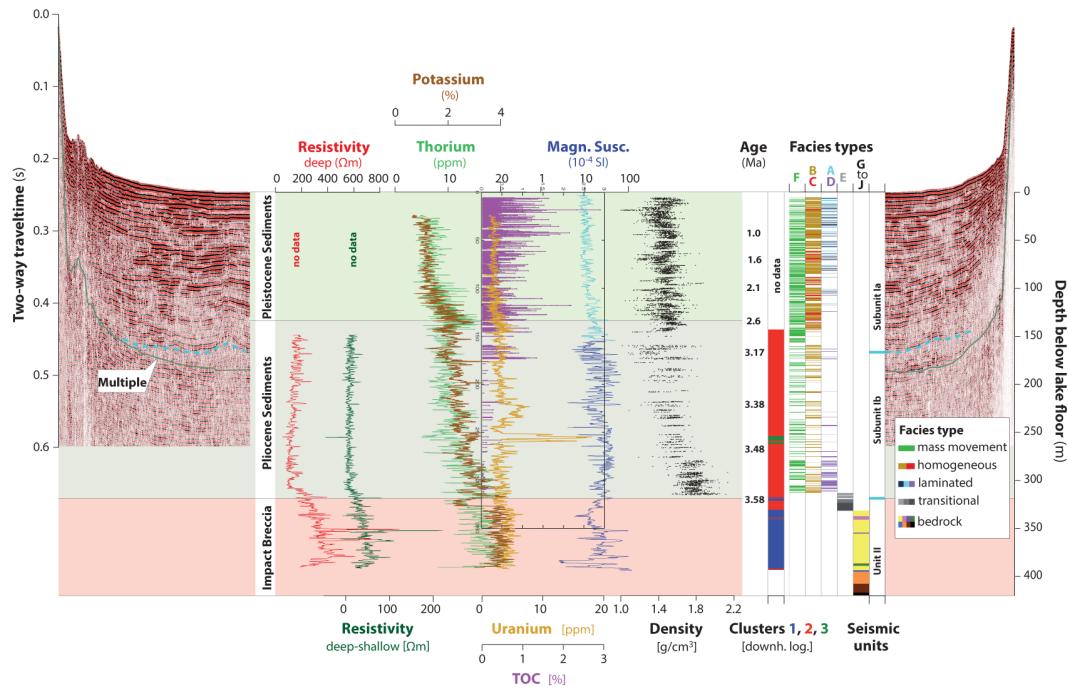 0.0
0.1
0.2
0.3
0.4
0.5
0.6
Two-way traveltime (s)
Multiple
Potassium
(%)
0 2 4
Resistivity
deep (Ωm)
0 200 400 600 800
Thorium
(ppm)
0 10 20
Magn. Susc.
(10⁻⁴ SI)
1 10 100
Age
(Ma)
Facies types
F
B
C
A
D
E
G
to
J
Pleistocene Sediments
Pliocene Sediments
Impact Breccia
no data
no data
no data
1.0
1.6
2.1
2.6
3.17
3.38
3.48
3.58
Subunit Ia
Subunit Ib
Unit II
0
50
100
150
200
250
300
350
400
Depth below lake floor (m)
Facies type
mass movement
homogeneous
laminated
transitional
bedrock
0 100 200
Resistivity
deep-shallow [Ωm]
0 10 20
Uranium [ppm]
0 1 2 3
TOC [%]
1.0 1.4 1.8 2.2
Density
[g/cm³]
Clusters 1, 2, 3
[downh. log.]
Seismic
units